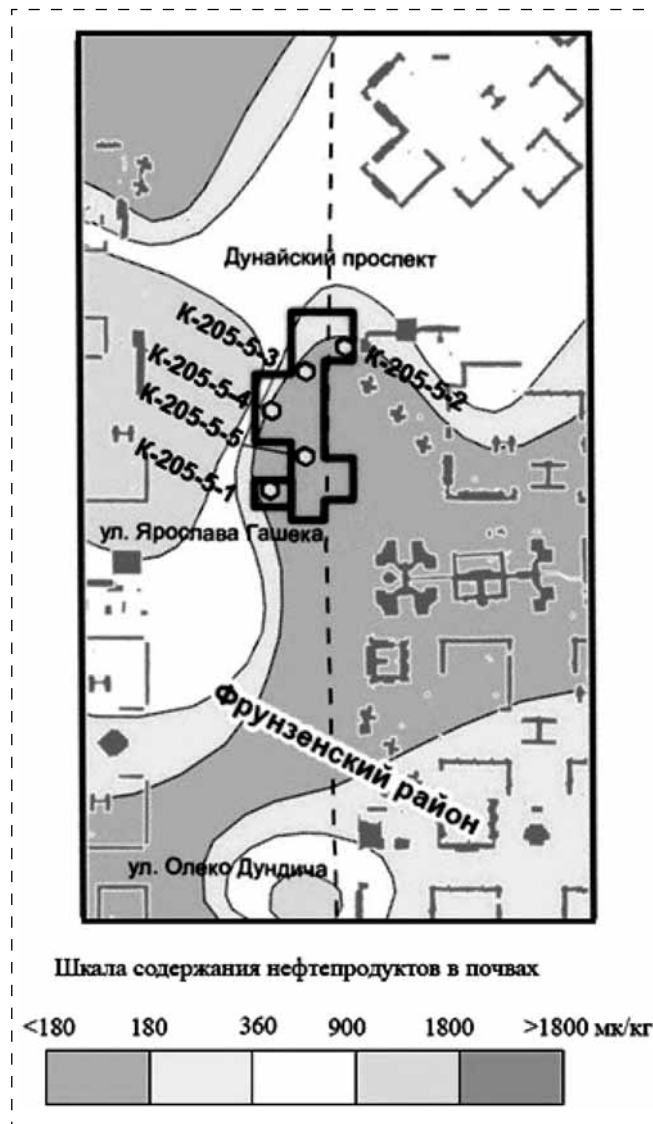 Дунайский проспект
К-205-5-3
К-205-5-4
К-205-5-5
К-205-5-1
К-205-5-2
ул. Ярослава Гашека
Фрунзенский район
ул. Олеко Дундича
Шкала содержания нефтепродуктов в почвах
<180 180 360 900 1800 >1800 мк/кг